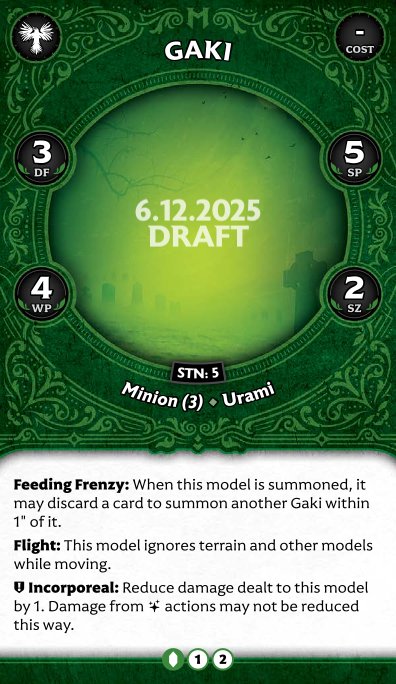 -
COST
GAKI
3
DF
5
SP
6.12.2025
DRAFT
4
WP
2
SZ
STN: 5
Minion (3) ◆ Urami
Feeding Frenzy: When this model is summoned, it
may discard a card to summon another Gaki within
1" of it.
Flight: This model ignores terrain and other models
while moving.
Incorporeal: Reduce damage dealt to this model
by 1. Damage from actions may not be reduced
this way.
1 2